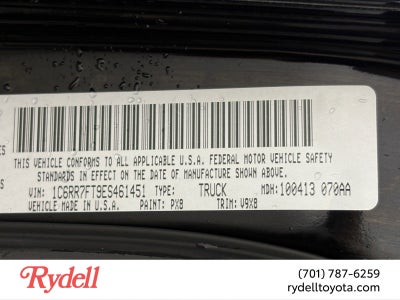 THIS VEHICLE CONFORMS TO ALL APPLICABLE U.S.A. FEDERAL MOTOR VEHICLE SAFETY
STANDARDS IN EFFECT ON THE DATE OF MANUFACTURE SHOWN ABOVE.
VIN: 1C6RR7FT9ES461451 TYPE: TRUCK MDH: 100413 070AA
VEHICLE MADE IN U.S.A. PAINT: PX8 TRIM: V9X8
Rydell
(701) 787-6259
rydelltoyota.com